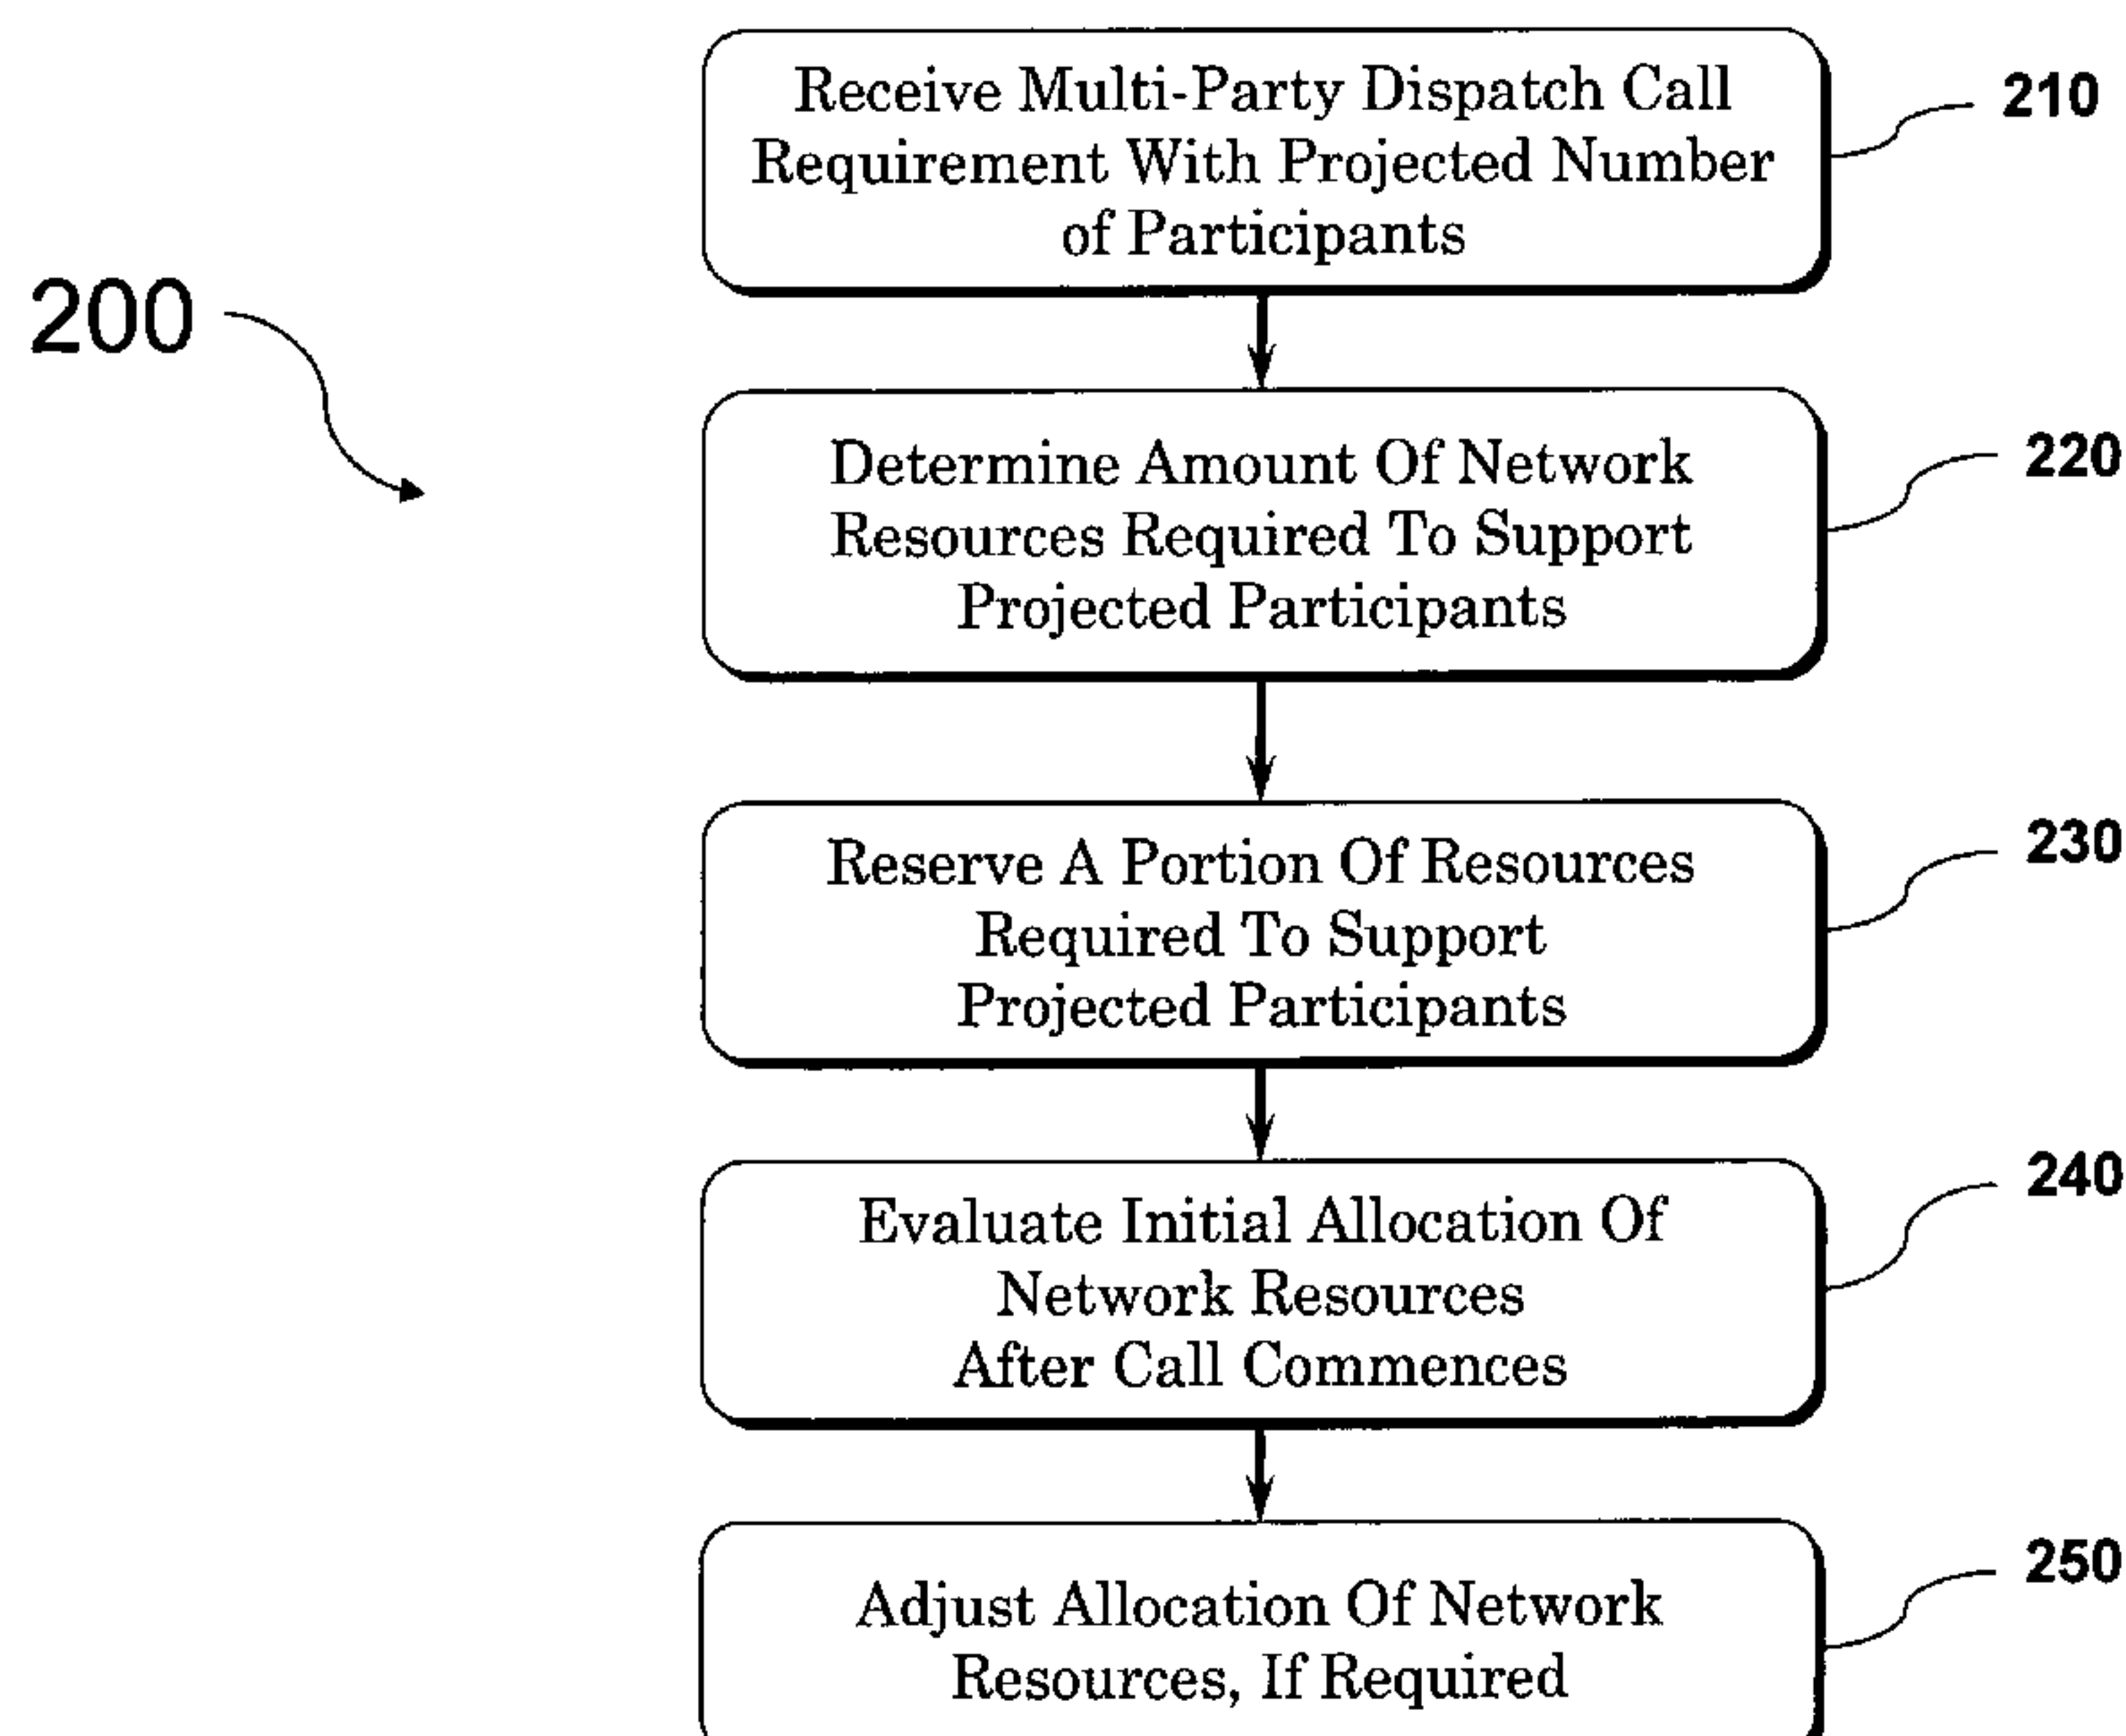 Receive Multi-Party Dispatch Call
Requirement With Projected Number
of Participants
210
200
Determine Amount Of Network
Resources Required To Support
Projected Participants
220
Reserve A Portion Of Resources
Required To Support
Projected Participants
230
Evaluate Initial Allocation Of
Network Resources
After Call Commences
240
Adjust Allocation Of Network
Resources, If Required
250